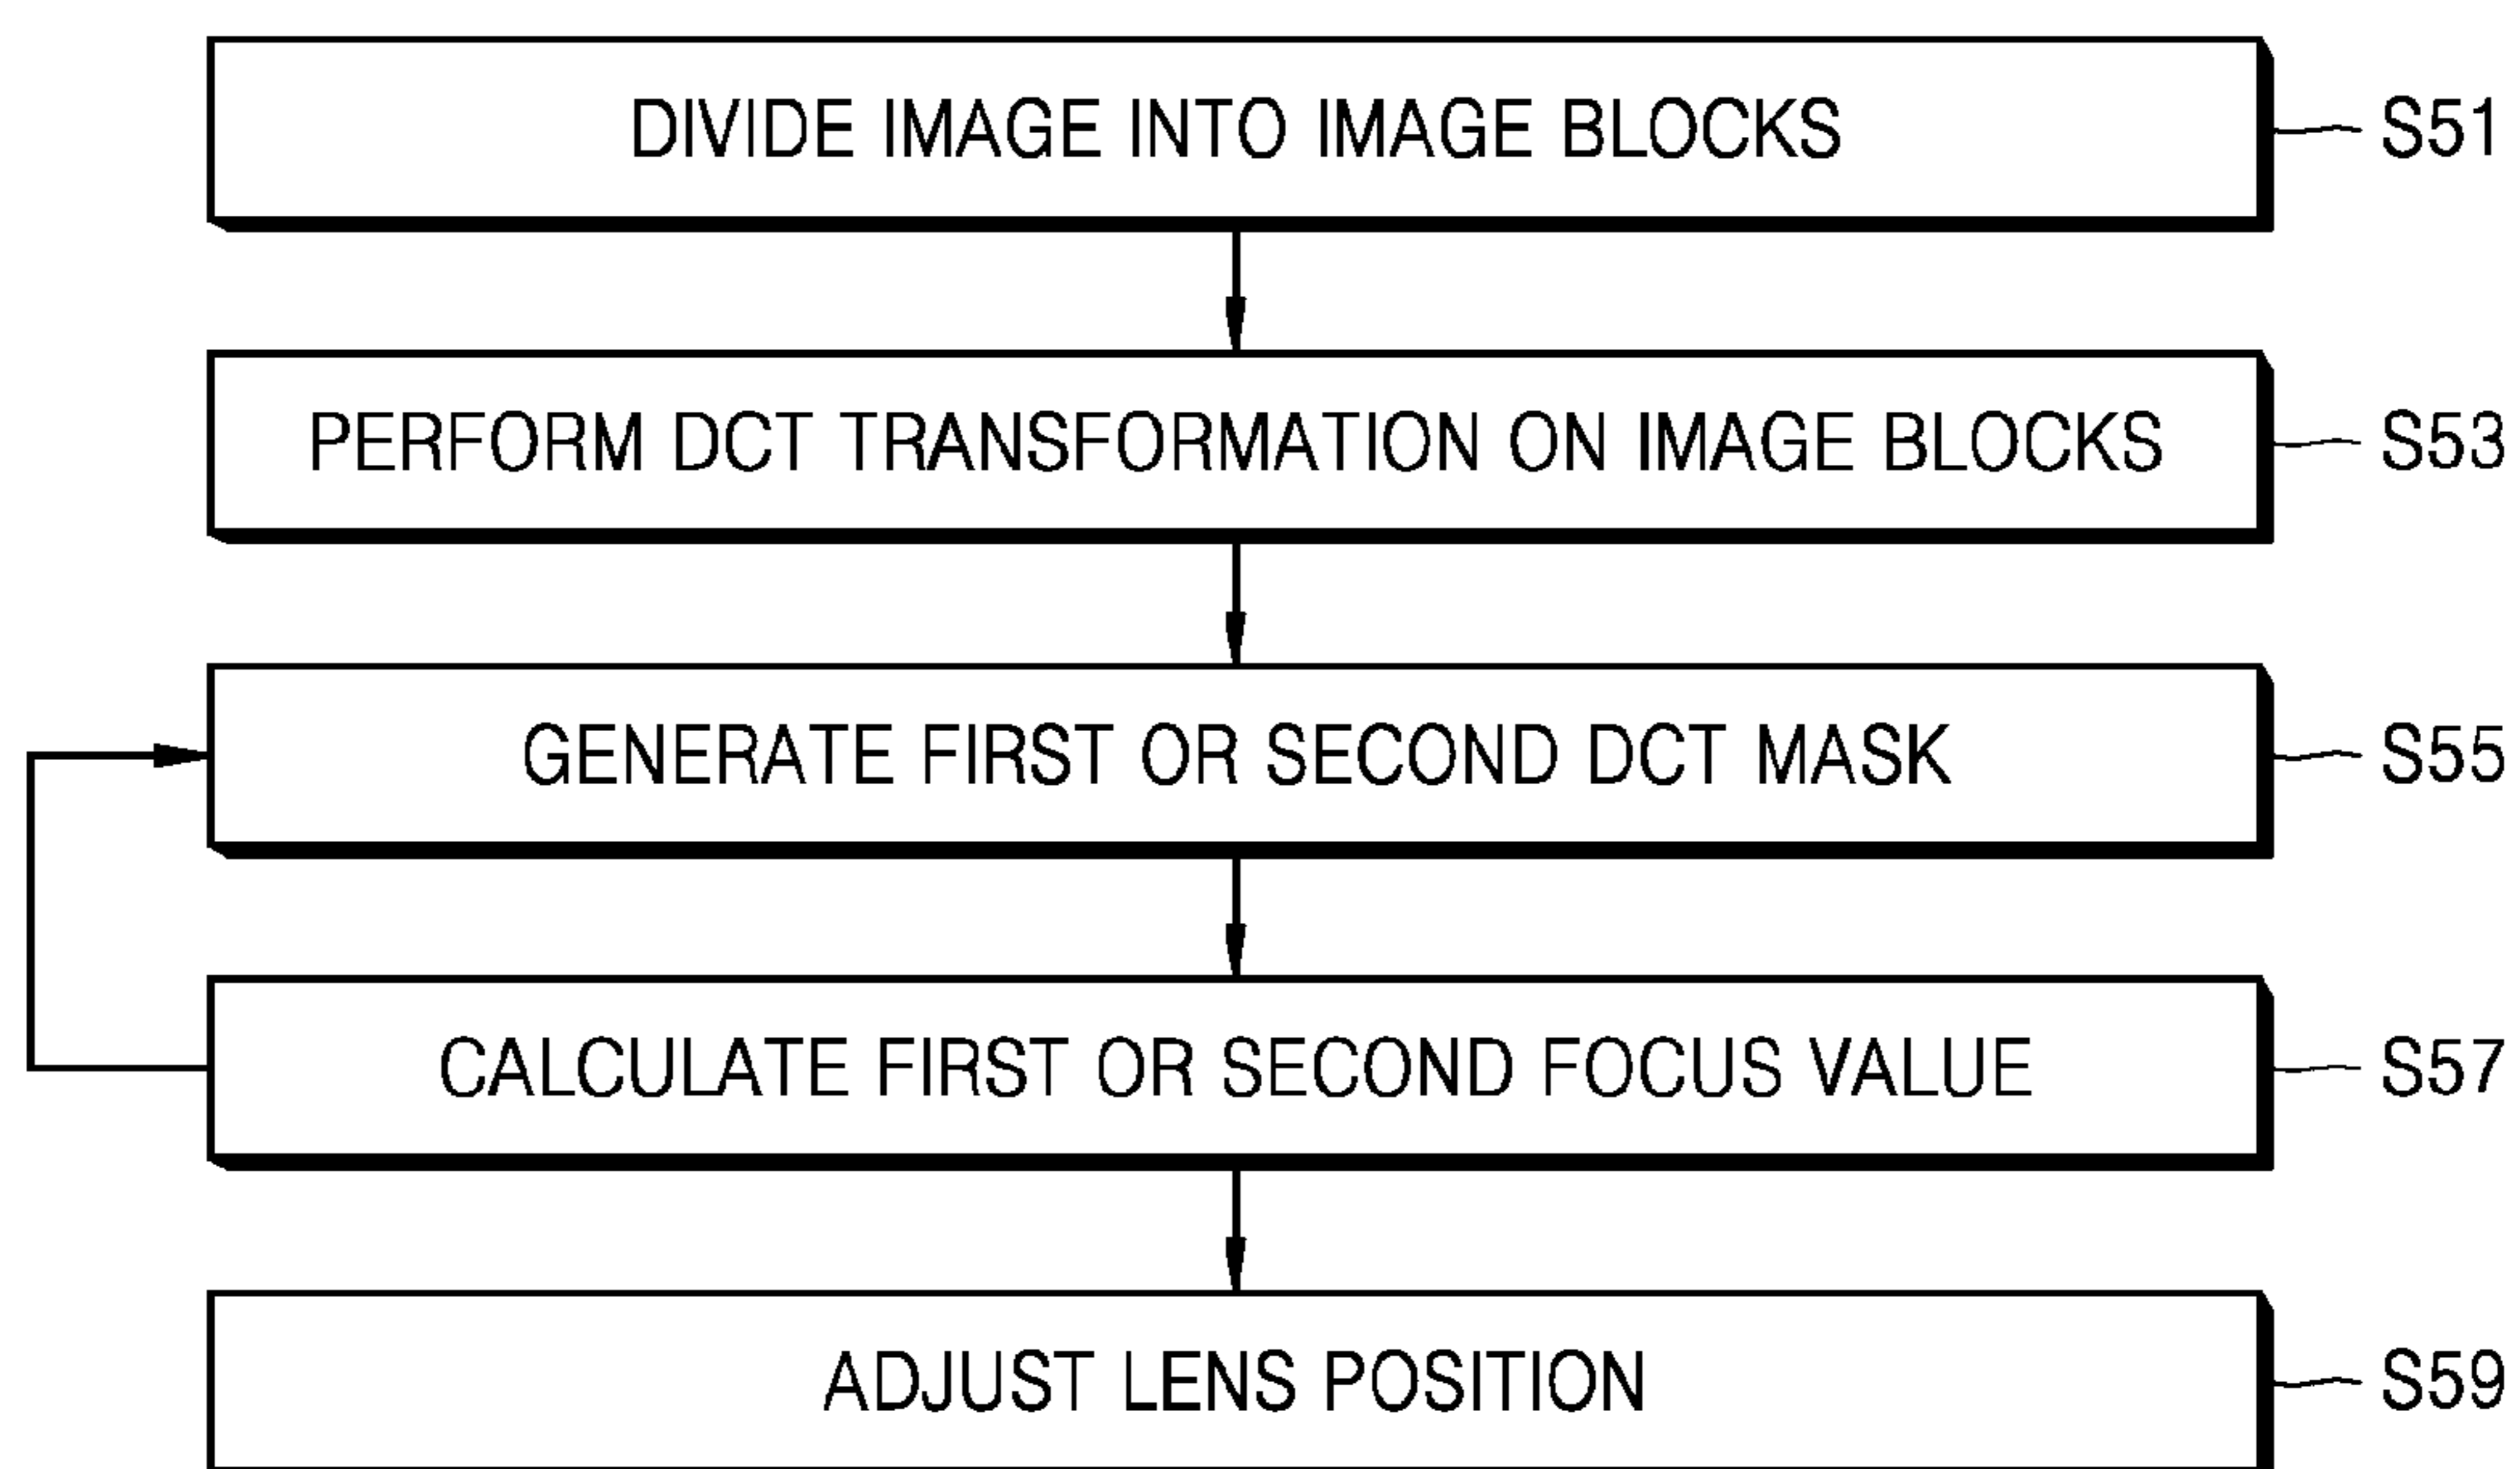 DIVIDE IMAGE INTO IMAGE BLOCKS S51
PERFORM DCT TRANSFORMATION ON IMAGE BLOCKS S53
GENERATE FIRST OR SECOND DCT MASK S55
CALCULATE FIRST OR SECOND FOCUS VALUE S57
ADJUST LENS POSITION S59